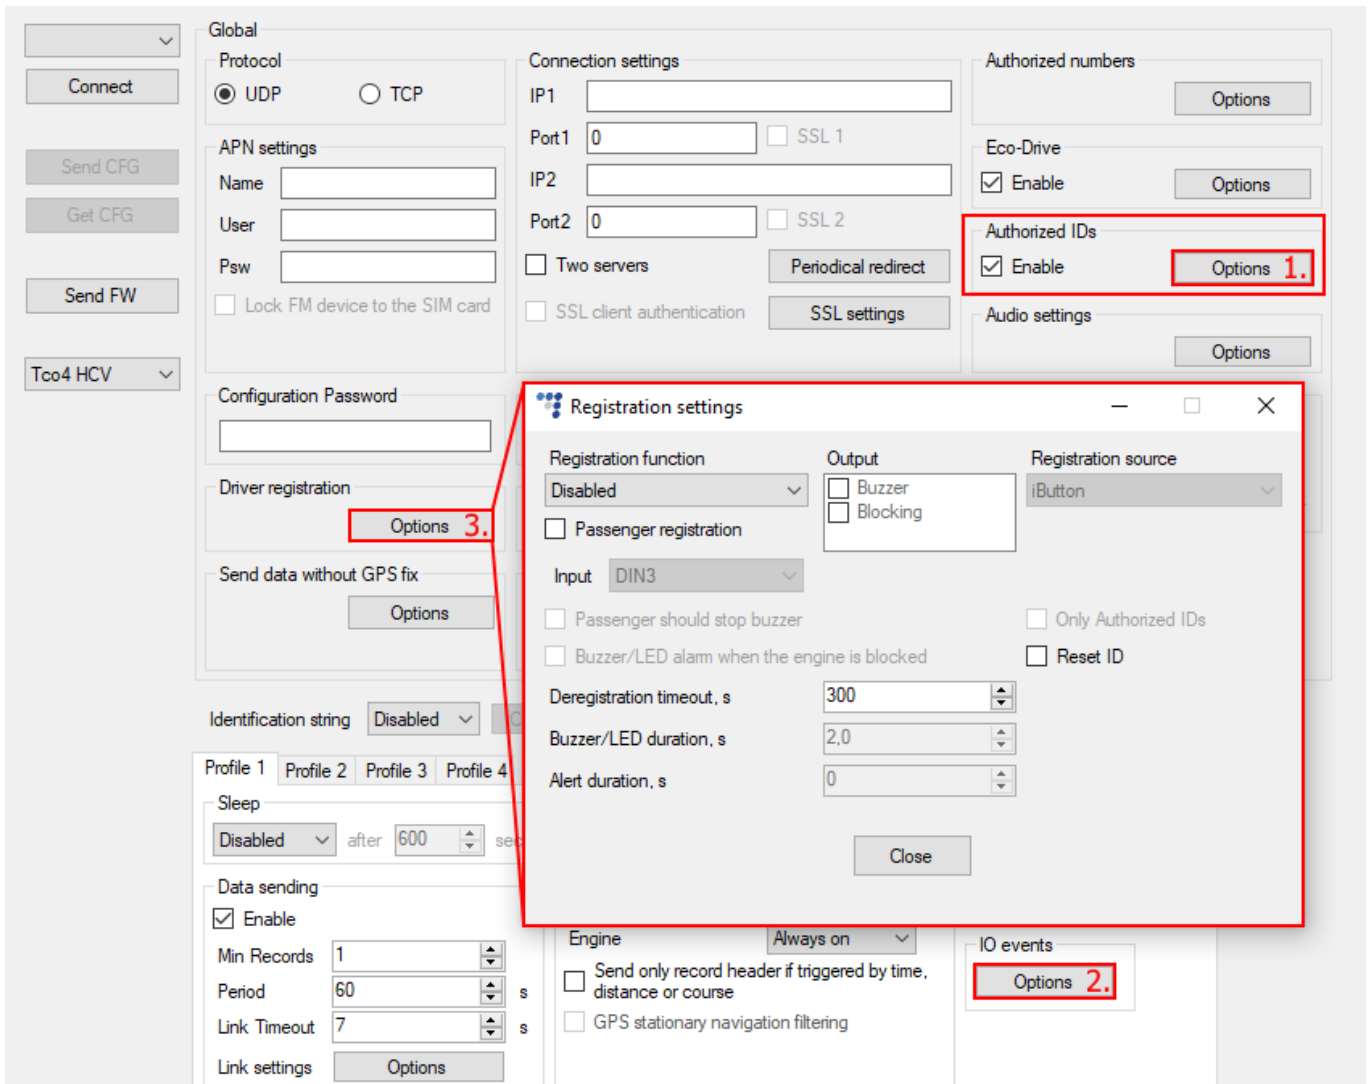 Global
Connect
Send CFG
Get CFG
Send FW
Tco4 HCV
Protocol
UDP
TCP
APN settings
Name
User
Psw
Lock FM device to the SIM card
Connection settings
IP1
Port1 0
SSL 1
IP2
Port2 0
SSL 2
Two servers
Periodical redirect
SSL client authentication
SSL settings
Authorized numbers
Options
Eco-Drive
Enable
Options
Authorized IDs
Enable
Options 1.
Audio settings
Options
Configuration Password
Driver registration
Options 3.
Send data without GPS fix
Options
Registration settings
Registration function
Disabled
Passenger registration
Input DIN3
Output
Buzzer
Blocking
Registration source
iButton
Passenger should stop buzzer
Only Authorized IDs
Buzzer/LED alarm when the engine is blocked
Reset ID
Deregistration timeout, s 300
Buzzer/LED duration, s 2,0
Alert duration, s 0
Close
Identification string Disabled
Profile 1 Profile 2 Profile 3 Profile 4
Sleep
Disabled after 600 sec
Data sending
Enable
Min Records 1
Period 60 s
Link Timeout 7 s
Link settings Options
Engine Always on
Send only record header if triggered by time,
distance or course
GPS stationary navigation filtering
IO events
Options 2.